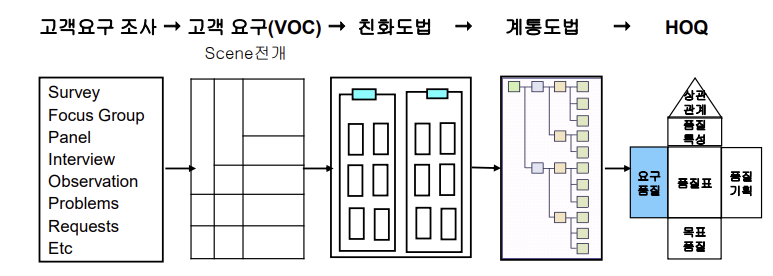 고객요구 조사 → 고객 요구(VOC) → 친화도법 → 계통도법 → HOQ
Scene전개
Survey
Focus Group
Panel
Interview
Observation
Problems
Requests
Etc
상관
관계
품질
특성
요구
품질
품질표
품질
기획
목표
품질